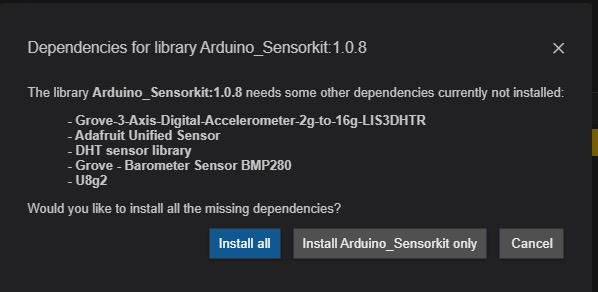 Dependencies for library Arduino_Sensorkit:1.0.8
The library Arduino_Sensorkit:1.0.8 needs some other dependencies currently not installed:
- Grove-3-Axis-Digital-Accelerometer-2g-to-16g-LIS3DHTR
- Adafruit Unified Sensor
- DHT sensor library
- Grove - Barometer Sensor BMP280
- U8g2
Would you like to install all the missing dependencies?
Install all Install Arduino_Sensorkit only Cancel